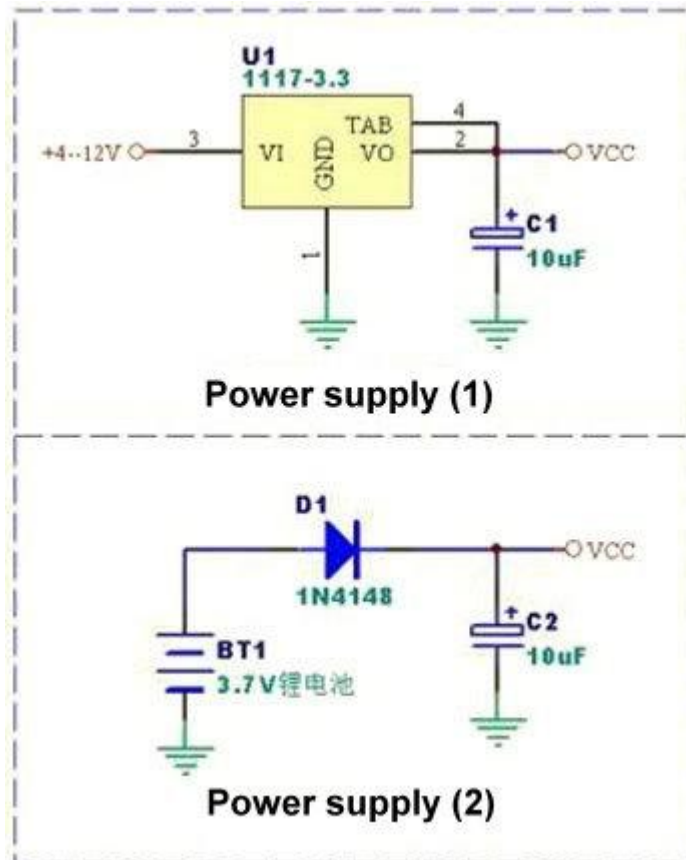 U1
1117-3.3
+4--12V
3
VI
GND
TAB
VO
4
2
VCC
1
C1
10uF
Power supply (1)
D1
1N4148
VCC
BT1
3.7V锂电池
C2
10uF
Power supply (2)